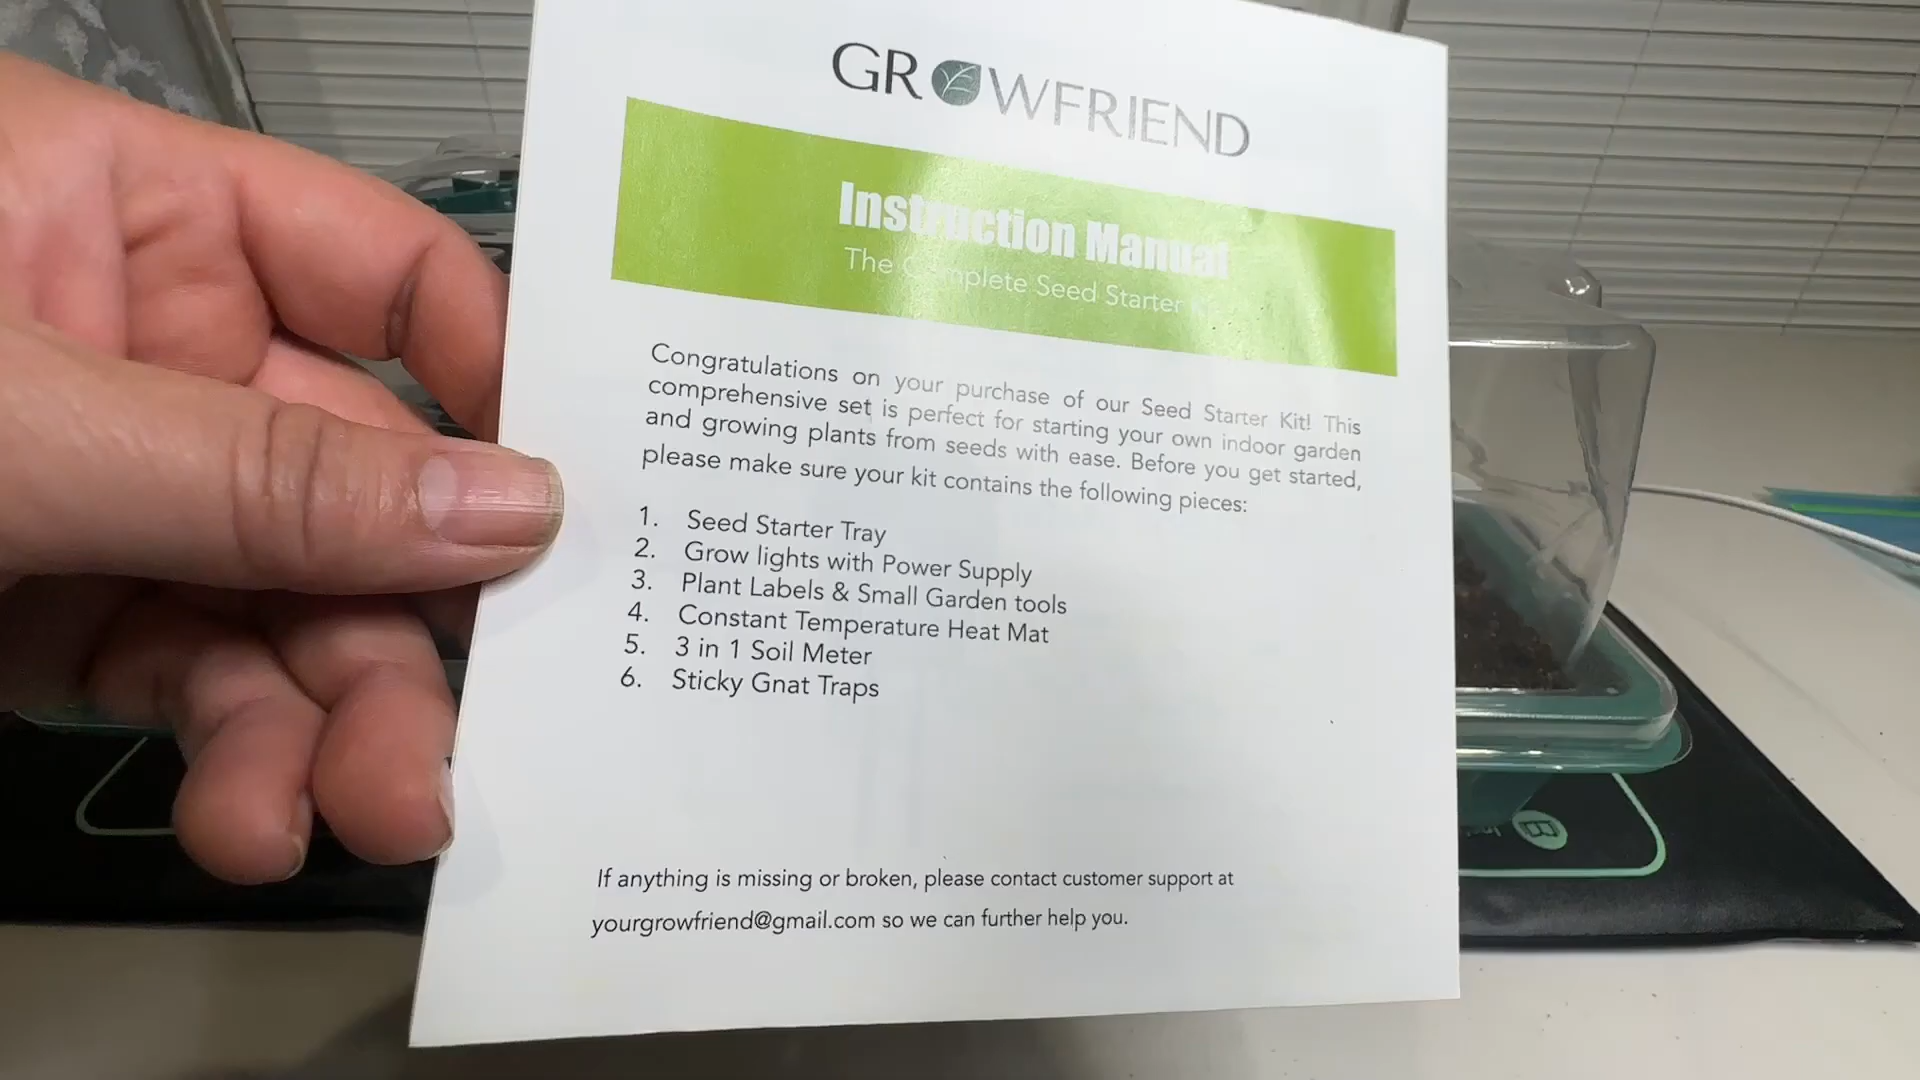 GROWFRIEND
Instruction Manual
The Complete Seed Starter
Congratulations on your purchase of our Seed Starter Kit! This
comprehensive set is perfect for starting your own indoor garden
and growing plants from seeds with ease. Before you get started,
please make sure your kit contains the following pieces:
1. Seed Starter Tray
2. Grow lights with Power Supply
3. Plant Labels & Small Garden tools
4. Constant Temperature Heat Mat
5. 3 in 1 Soil Meter
6. Sticky Gnat Traps
If anything is missing or broken, please contact customer support at
yourgrowfriend@gmail.com so we can further help you.